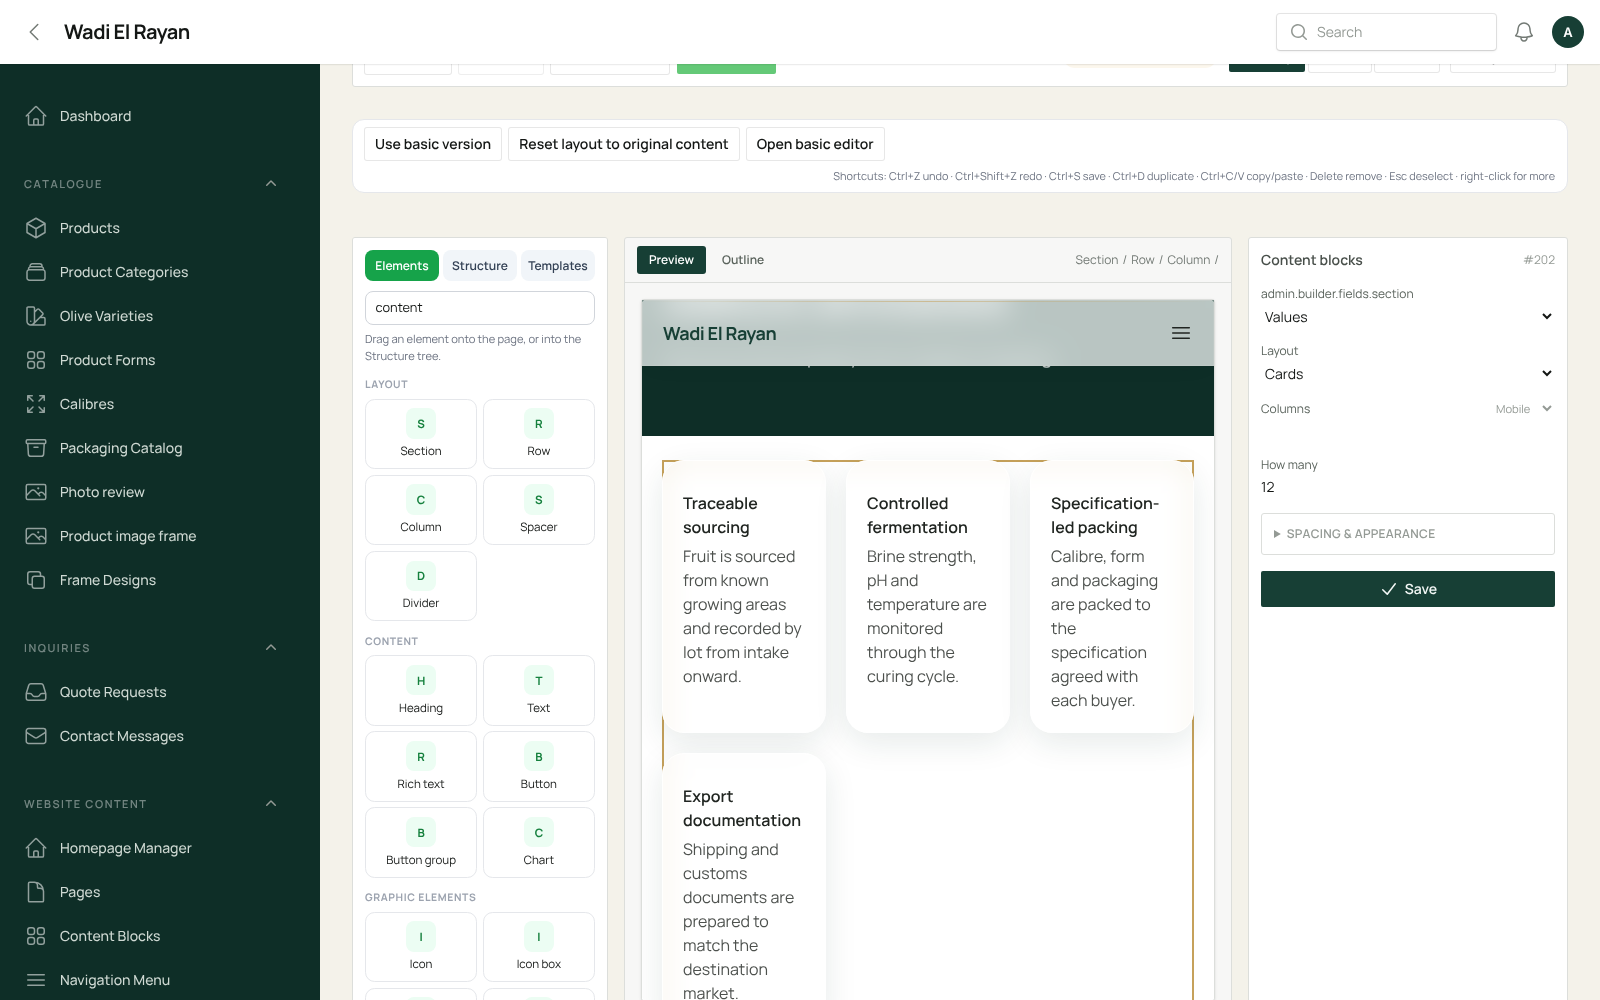 Wadi El Rayan
Search
A
Dashboard
CATALOGUE
Products
Product Categories
Olive Varieties
Product Forms
Calibres
Packaging Catalog
Photo review
Product image frame
Frame Designs
INQUIRIES
Quote Requests
Contact Messages
WEBSITE CONTENT
Homepage Manager
Pages
Content Blocks
Navigation Menu
Use basic version
Reset layout to original content
Open basic editor
Shortcuts: Ctrl+Z undo · Ctrl+Shift+Z redo · Ctrl+S save · Ctrl+D duplicate · Ctrl+C/V copy/paste · Delete remove · Esc deselect · right-click for more
Elements
Structure
Templates
content
Drag an element onto the page, or into the
Structure tree.
LAYOUT
S
Section
R
Row
C
Column
S
Spacer
D
Divider
CONTENT
H
Heading
T
Text
R
Rich text
B
Button
B
Button group
C
Chart
GRAPHIC ELEMENTS
I
Icon
I
Icon box
Preview
Outline
Section / Row / Column /
Wadi El Rayan
Traceable
sourcing
Fruit is sourced
from known
growing areas
and recorded by
lot from intake
onward.
Controlled
fermentation
Brine strength,
pH and
temperature are
monitored
through the
curing cycle.
Specification-
led packing
Calibre, form
and packaging
are packed to
the
specification
agreed with
each buyer.
Export
documentation
Shipping and
customs
documents are
prepared to
match the
destination
market.
Content blocks
#202
admin.builder.fields.section
Values
Layout
Cards
Columns
Mobile
How many
12
SPACING & APPEARANCE
Save